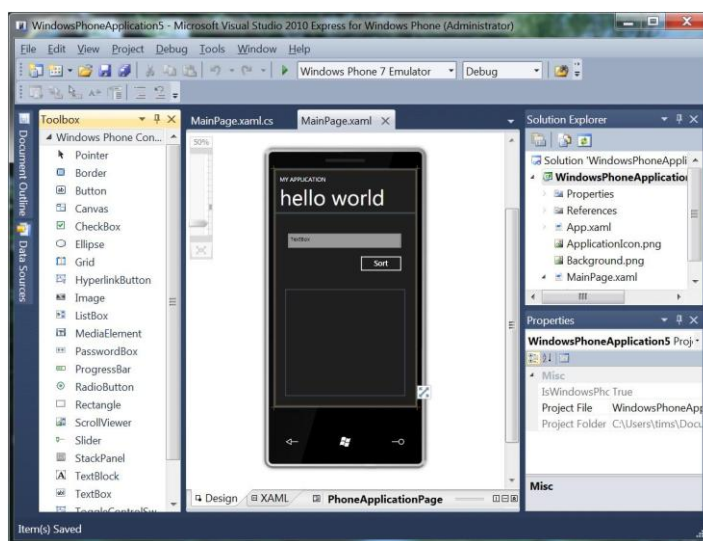 WindowsPhoneApplication5 - Microsoft Visual Studio 2010 Express for Windows Phone (Administrator)
File Edit View Project Debug Tools Window Help
Windows Phone 7 Emulator Debug
Document Outline
Data Sources
Toolbox
Windows Phone Con...
Pointer
Border
Button
Canvas
CheckBox
Ellipse
Grid
HyperlinkButton
Image
ListBox
MediaElement
PasswordBox
ProgressBar
RadioButton
Rectangle
ScrollViewer
Slider
StackPanel
TextBlock
TextBox
ToggleControlSw
MainPage.xaml.cs MainPage.xaml
50%
MY APPLICATION
hello world
TextBox
Sort
Design XAML PhoneApplicationPage
Solution Explorer
Solution 'WindowsPhoneAppli
WindowsPhoneApplication
Properties
References
App.xaml
ApplicationIcon.png
Background.png
MainPage.xaml
Properties
WindowsPhoneApplication5 Proj
Misc
IsWindowsPhc True
Project File WindowsPhoneApp
Project Folder C:\Users\tims\Docu
Misc
Item(s) Saved